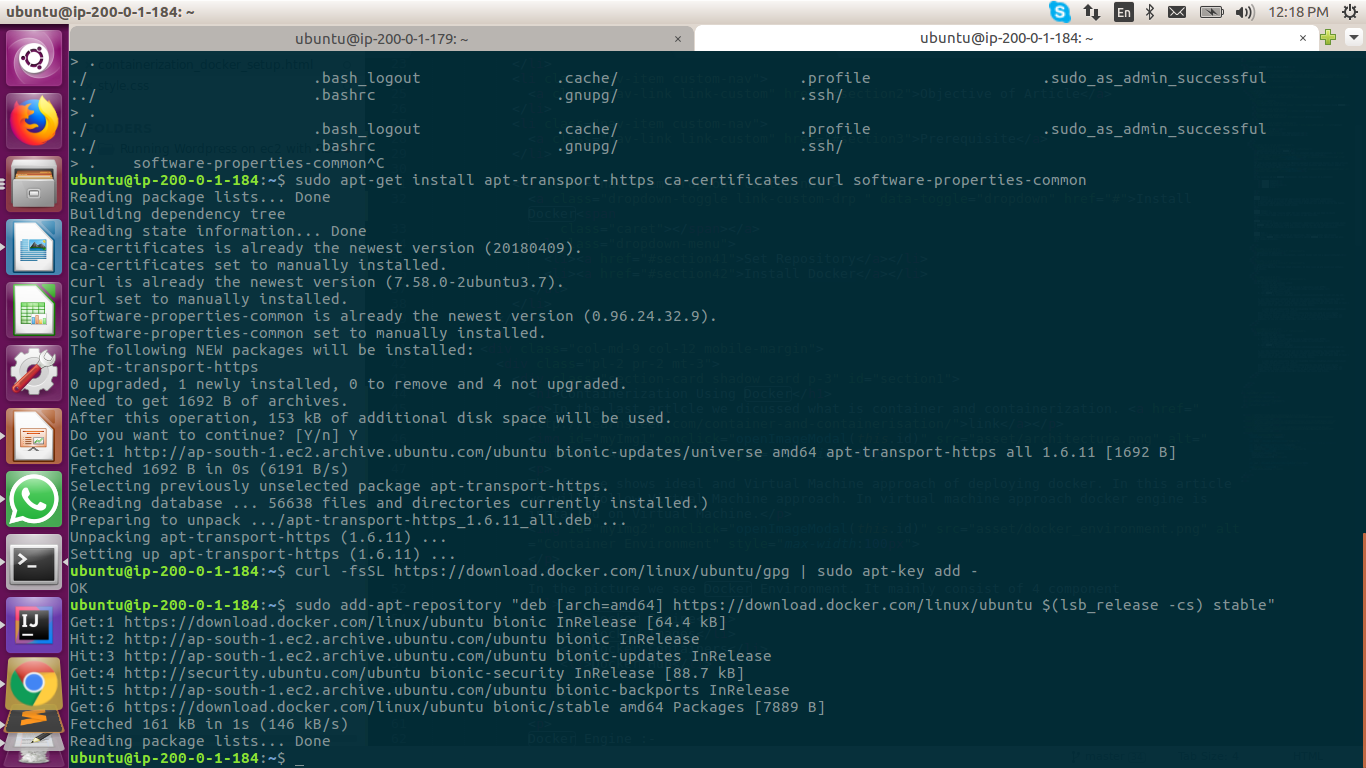 ubuntu@ip-200-0-1-184: ~
En
12:18 PM
ubuntu@ip-200-0-1-179: ~ ×
ubuntu@ip-200-0-1-184: ~ ×
> .
./ .bash_logout .cache/ .profile .sudo_as_admin_successful
../ .bashrc .gnupg/ .ssh/
> .
./ .bash_logout .cache/ .profile .sudo_as_admin_successful
../ .bashrc .gnupg/ .ssh/
> . software-properties-common^C
ubuntu@ip-200-0-1-184:~$ sudo apt-get install apt-transport-https ca-certificates curl software-properties-common
Reading package lists... Done
Building dependency tree
Reading state information... Done
ca-certificates is already the newest version (20180409).
ca-certificates set to manually installed.
curl is already the newest version (7.58.0-2ubuntu3.7).
curl set to manually installed.
software-properties-common is already the newest version (0.96.24.32.9).
software-properties-common set to manually installed.
The following NEW packages will be installed:
apt-transport-https
0 upgraded, 1 newly installed, 0 to remove and 4 not upgraded.
Need to get 1692 B of archives.
After this operation, 153 kB of additional disk space will be used.
Do you want to continue? [Y/n] Y
Get:1 http://ap-south-1.ec2.archive.ubuntu.com/ubuntu bionic-updates/universe amd64 apt-transport-https all 1.6.11 [1692 B]
Fetched 1692 B in 0s (6191 B/s)
Selecting previously unselected package apt-transport-https.
(Reading database ... 56638 files and directories currently installed.)
Preparing to unpack .../apt-transport-https_1.6.11_all.deb ...
Unpacking apt-transport-https (1.6.11) ...
Setting up apt-transport-https (1.6.11) ...
ubuntu@ip-200-0-1-184:~$ curl -fsSL https://download.docker.com/linux/ubuntu/gpg | sudo apt-key add -
OK
ubuntu@ip-200-0-1-184:~$ sudo add-apt-repository "deb [arch=amd64] https://download.docker.com/linux/ubuntu $(lsb_release -cs) stable"
Get:1 https://download.docker.com/linux/ubuntu bionic InRelease [64.4 kB]
Hit:2 http://ap-south-1.ec2.archive.ubuntu.com/ubuntu bionic InRelease
Hit:3 http://ap-south-1.ec2.archive.ubuntu.com/ubuntu bionic-updates InRelease
Get:4 http://security.ubuntu.com/ubuntu bionic-security InRelease [88.7 kB]
Hit:5 http://ap-south-1.ec2.archive.ubuntu.com/ubuntu bionic-backports InRelease
Get:6 https://download.docker.com/linux/ubuntu bionic/stable amd64 Packages [7889 B]
Fetched 161 kB in 1s (146 kB/s)
Reading package lists... Done
ubuntu@ip-200-0-1-184:~$ _